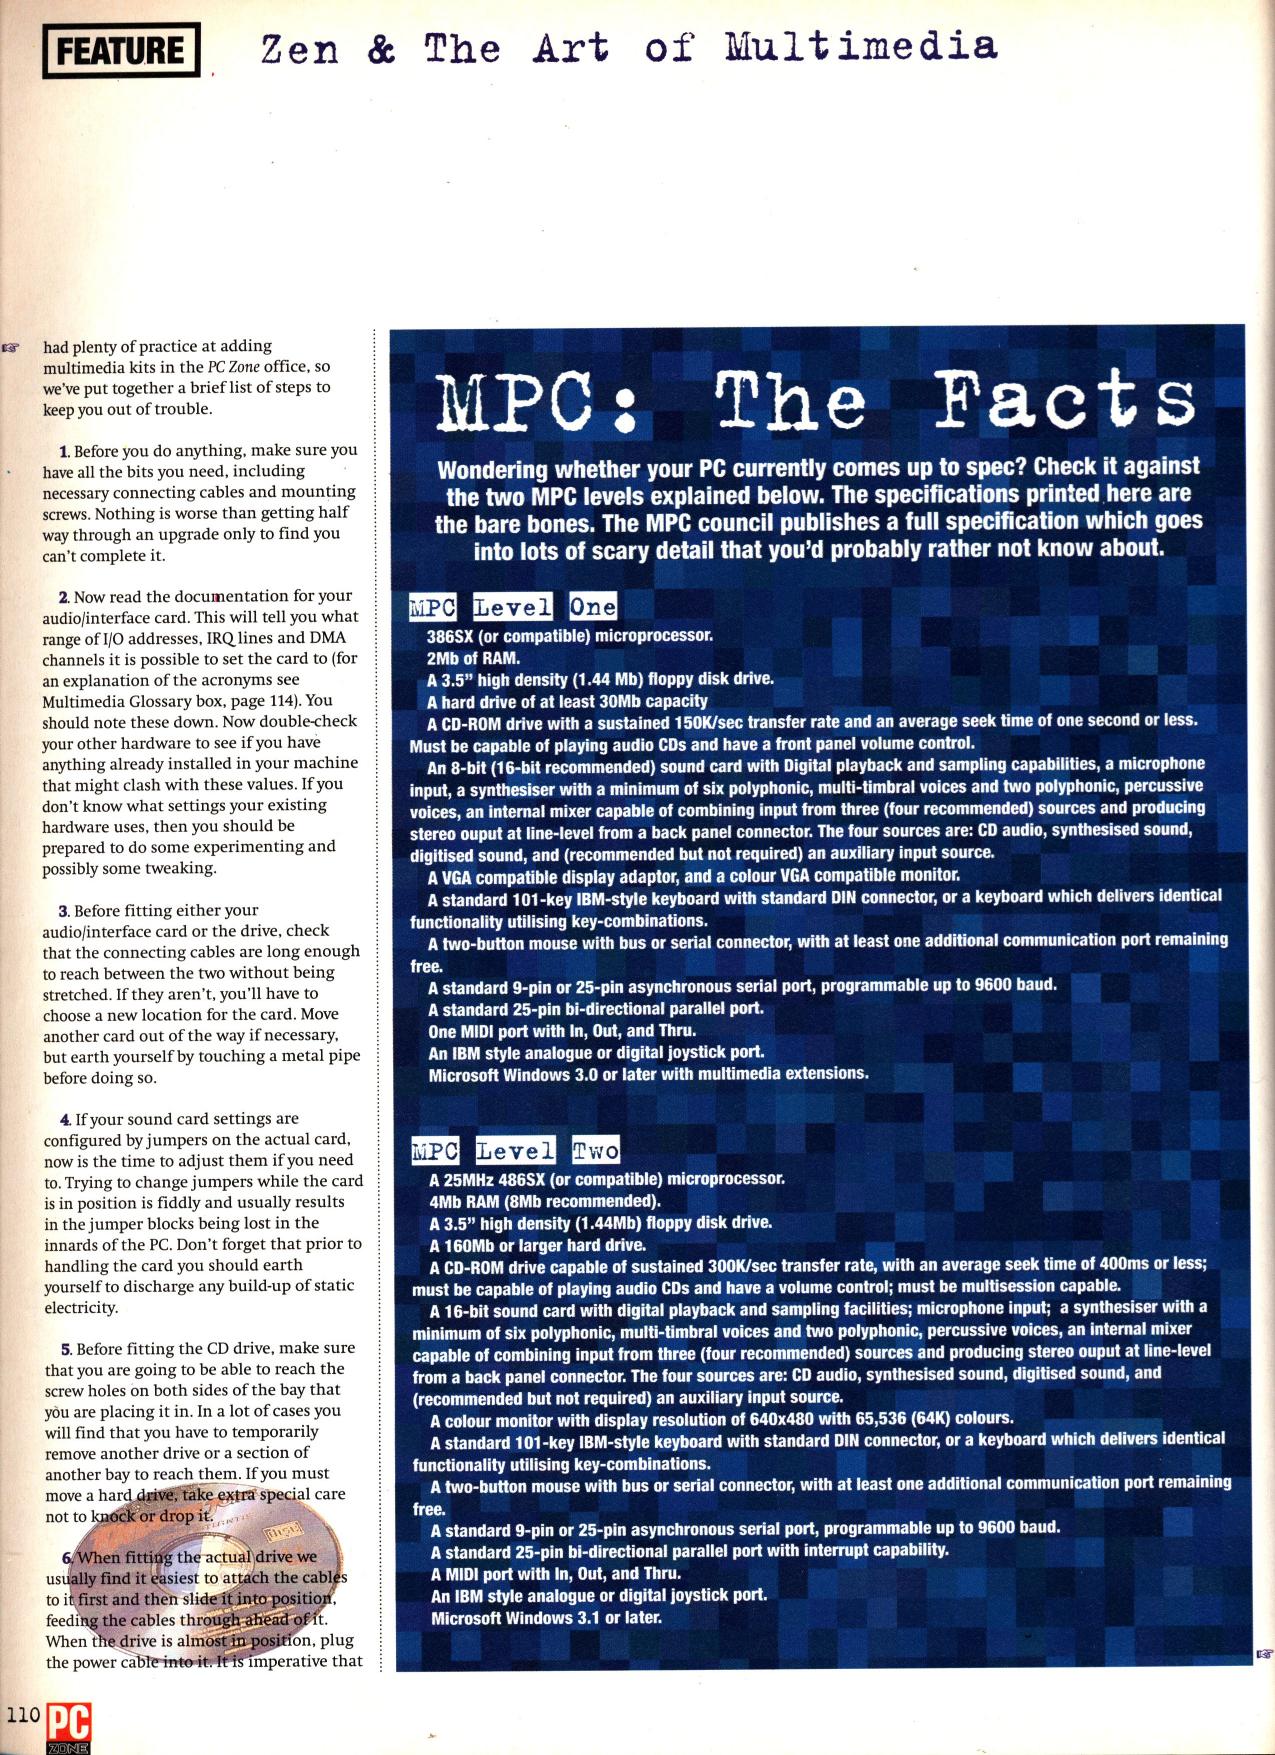 FEATURE
Zen & The Art of Multimedia
had plenty of practice at adding
multimedia kits in the PC Zone office, so
we've put together a brief list of steps to
keep you out of trouble.
1. Before you do anything, make sure you
have all the bits you need, including
necessary connecting cables and mounting
screws. Nothing is worse than getting half
way through an upgrade only to find you
can't complete it.
2. Now read the documentation for your
audio/interface card. This will tell you what
range of I/O addresses, IRQ lines and DMA
channels it is possible to set the card to (for
an explanation of the acronyms see
Multimedia Glossary box, page 114). You
should note these down. Now double-check
your other hardware to see if you have
anything already installed in your machine
that might clash with these values. If you
don't know what settings your existing
hardware uses, then you should be
prepared to do some experimenting and
possibly some tweaking.
3. Before fitting either your
audio/interface card or the drive, check
that the connecting cables are long enough
to reach between the two without being
stretched. If they aren't, you'll have to
choose a new location for the card. Move
another card out of the way if necessary,
but earth yourself by touching a metal pipe
before doing so.
4. If your sound card settings are
configured by jumpers on the actual card,
now is the time to adjust them if you need
to. Trying to change jumpers while the card
is in position is fiddly and usually results
in the jumper blocks being lost in the
innards of the PC. Don't forget that prior to
handling the card you should earth
yourself to discharge any build-up of static
electricity.
5. Before fitting the CD drive, make sure
that you are going to be able to reach the
screw holes on both sides of the bay that
you are placing it in. In a lot of cases you
will find that you have to temporarily
remove another drive or a section of
another bay to reach them. If you must
move a hard drive, take extra special care
not to knock or drop it.
6. When fitting the actual drive we
usually find it easiest to attach the cables
to it first and then slide it into position,
feeding the cables through ahead of it.
When the drive is almost in position, plug
the power cable into it. It is imperative that
MPC: The Facts
Wondering whether your PC currently comes up to spec? Check it against
the two MPC levels explained below. The specifications printed here are
the bare bones. The MPC council publishes a full specification which goes
into lots of scary detail that you'd probably rather not know about.
MPC Level One
386SX (or compatible) microprocessor.
2Mb of RAM.
A 3.5” high density (1.44 Mb) floppy disk drive.
A hard drive of at least 30Mb capacity
A CD-ROM drive with a sustained 150K/sec transfer rate and an average seek time of one second or less.
Must be capable of playing audio CDs and have a front panel volume control.
An 8-bit (16-bit recommended) sound card with Digital playback and sampling capabilities, a microphone
input, a synthesiser with a minimum of six polyphonic, multi-timbral voices and two polyphonic, percussive
voices, an internal mixer capable of combining input from three (four recommended) sources and producing
stereo ouput at line-level from a back panel connector. The four sources are: CD audio, synthesised sound,
digitised sound, and (recommended but not required) an auxiliary input source.
A VGA compatible display adaptor, and a colour VGA compatible monitor.
A standard 101-key IBM-style keyboard with standard DIN connector, or a keyboard which delivers identical
functionality utilising key-combinations.
A two-button mouse with bus or serial connector, with at least one additional communication port remaining
free.
A standard 9-pin or 25-pin asynchronous serial port, programmable up to 9600 baud.
A standard 25-pin bi-directional parallel port.
One MIDI port with In, Out, and Thru.
An IBM style analogue or digital joystick port.
Microsoft Windows 3.0 or later with multimedia extensions.
MPC Level Two
A 25MHz 486SX (or compatible) microprocessor.
4Mb RAM (8Mb recommended).
A 3.5” high density (1.44Mb) floppy disk drive.
A 160Mb or larger hard drive.
A CD-ROM drive capable of sustained 300K/sec transfer rate, with an average seek time of 400ms or less;
must be capable of playing audio CDs and have a volume control; must be multisession capable.
A 16-bit sound card with digital playback and sampling facilities; microphone input; a synthesiser with a
minimum of six polyphonic, multi-timbral voices and two polyphonic, percussive voices, an internal mixer
capable of combining input from three (four recommended) sources and producing stereo ouput at line-level
from a back panel connector. The four sources are: CD audio, synthesised sound, digitised sound, and
(recommended but not required) an auxiliary input source.
A colour monitor with display resolution of 640x480 with 65,536 (64K) colours.
A standard 101-key IBM-style keyboard with standard DIN connector, or a keyboard which delivers identical
functionality utilising key-combinations.
A two-button mouse with bus or serial connector, with at least one additional communication port remaining
free.
A standard 9-pin or 25-pin asynchronous serial port, programmable up to 9600 baud.
A standard 25-pin bi-directional parallel port with interrupt capability.
A MIDI port with In, Out, and Thru.
An IBM style analogue or digital joystick port.
Microsoft Windows 3.1 or later.
110
PC
ZONE